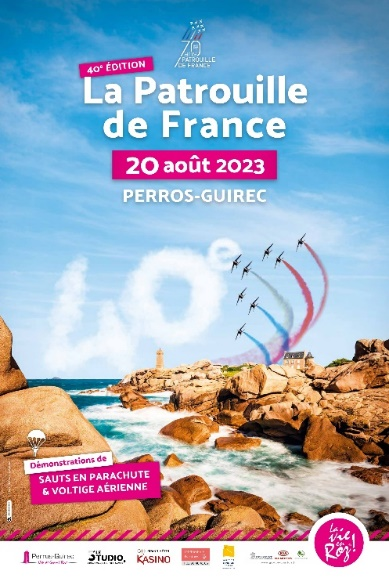 70
PATROUILLE
DE FRANCE
40e ÉDITION
La Patrouille
de France
20 août 2023
PERROS-GUIREC
40e
Démonstrations de
SAUTS EN PARACHUTE
& VOLTIGE AÉRIENNE
La
vie
en
Roz!
Perros-Guirec
STUDIO
KASINO